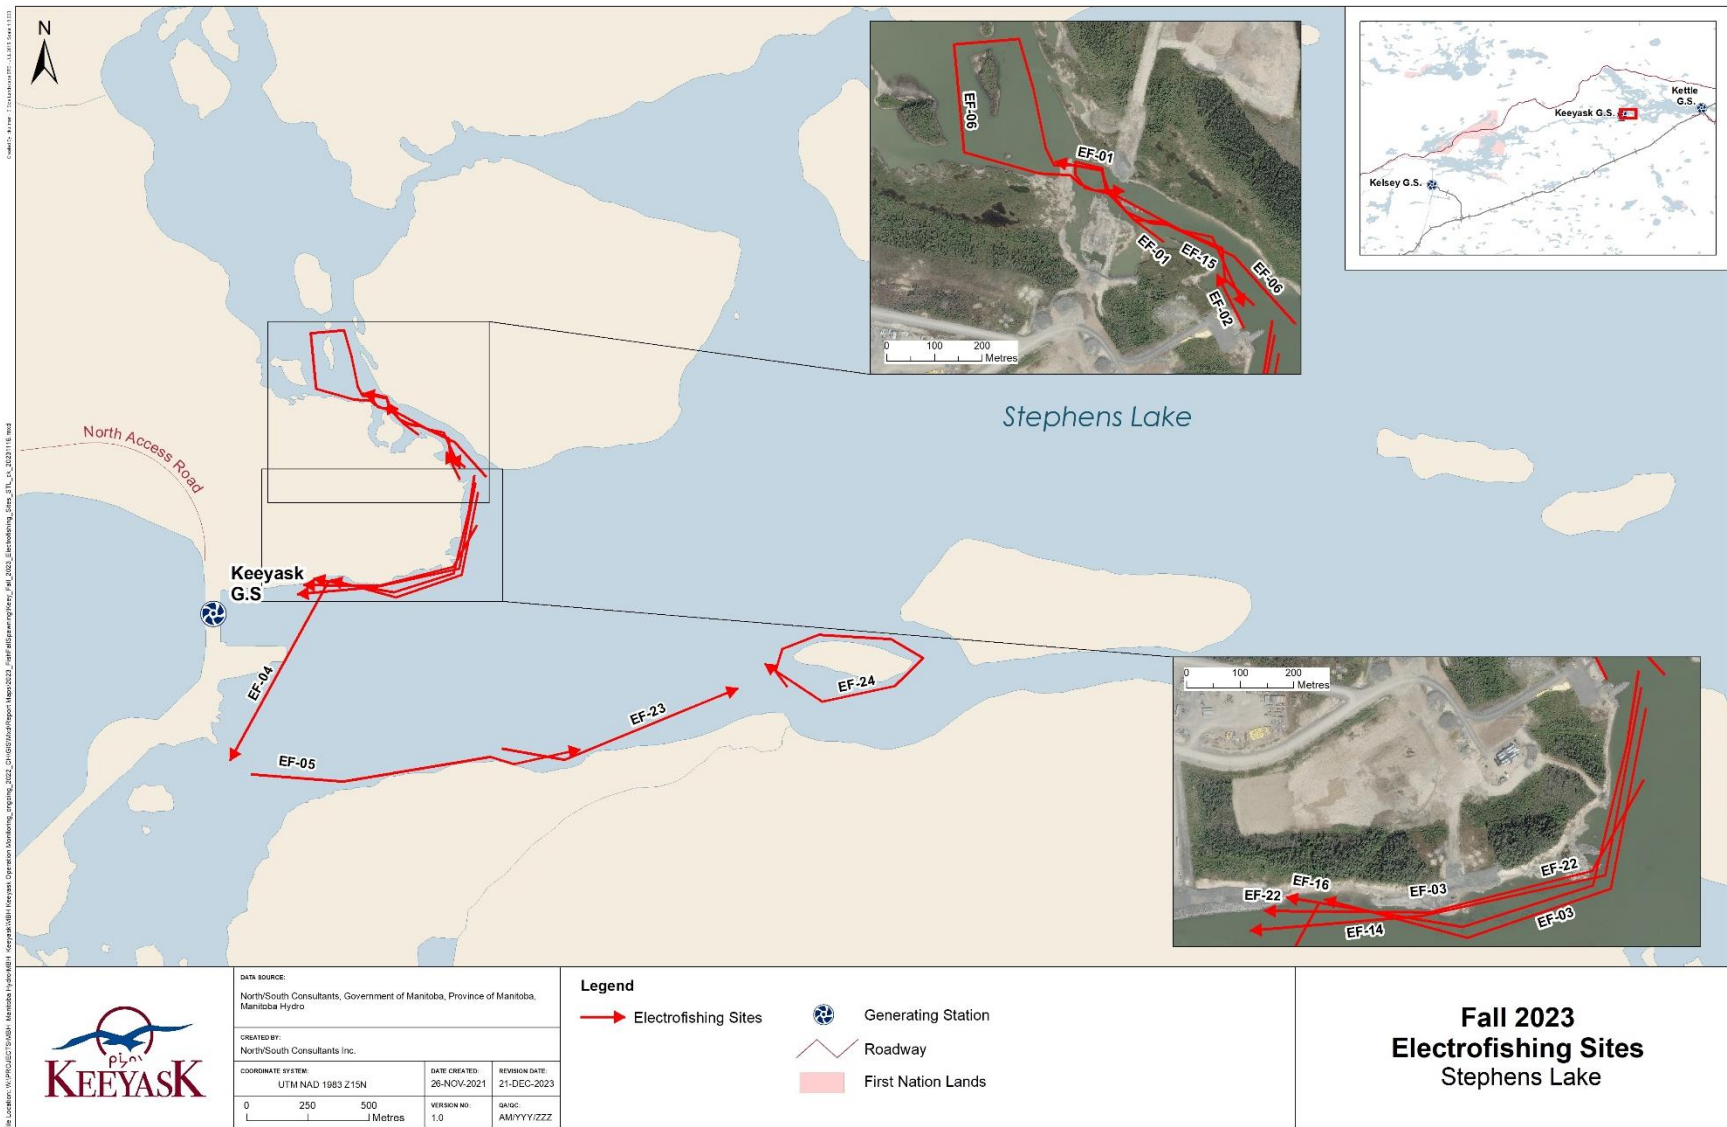 N
EF-06
EF-01
EF-01
EF-15
EF-06
EF-02
0 100 200
Metres
Kettle
G.S.
Keeyask G.S.
Kelsey G.S.
Stephens Lake
North Access Road
Keeyask
G.S
EF-04
EF-05
EF-23
EF-24
0 100 200
Metres
EF-22
EF-16
EF-03
EF-22
EF-14
EF-03
KEEYASK
DATA SOURCE:
North/South Consultants, Government of Manitoba, Province of Manitoba,
Manitoba Hydro
CREATED BY:
North/South Consultants Inc.
COORDINATE SYSTEM:
UTM NAD 1983 Z15N
DATE CREATED:
26-NOV-2021
REVISION DATE:
21-DEC-2023
0 250 500
Metres
VERSION NO:
1.0
QA/QC:
AM/YYY/ZZZ
Legend
Electrofishing Sites
Generating Station
Roadway
First Nation Lands
Fall 2023
Electrofishing Sites
Stephens Lake